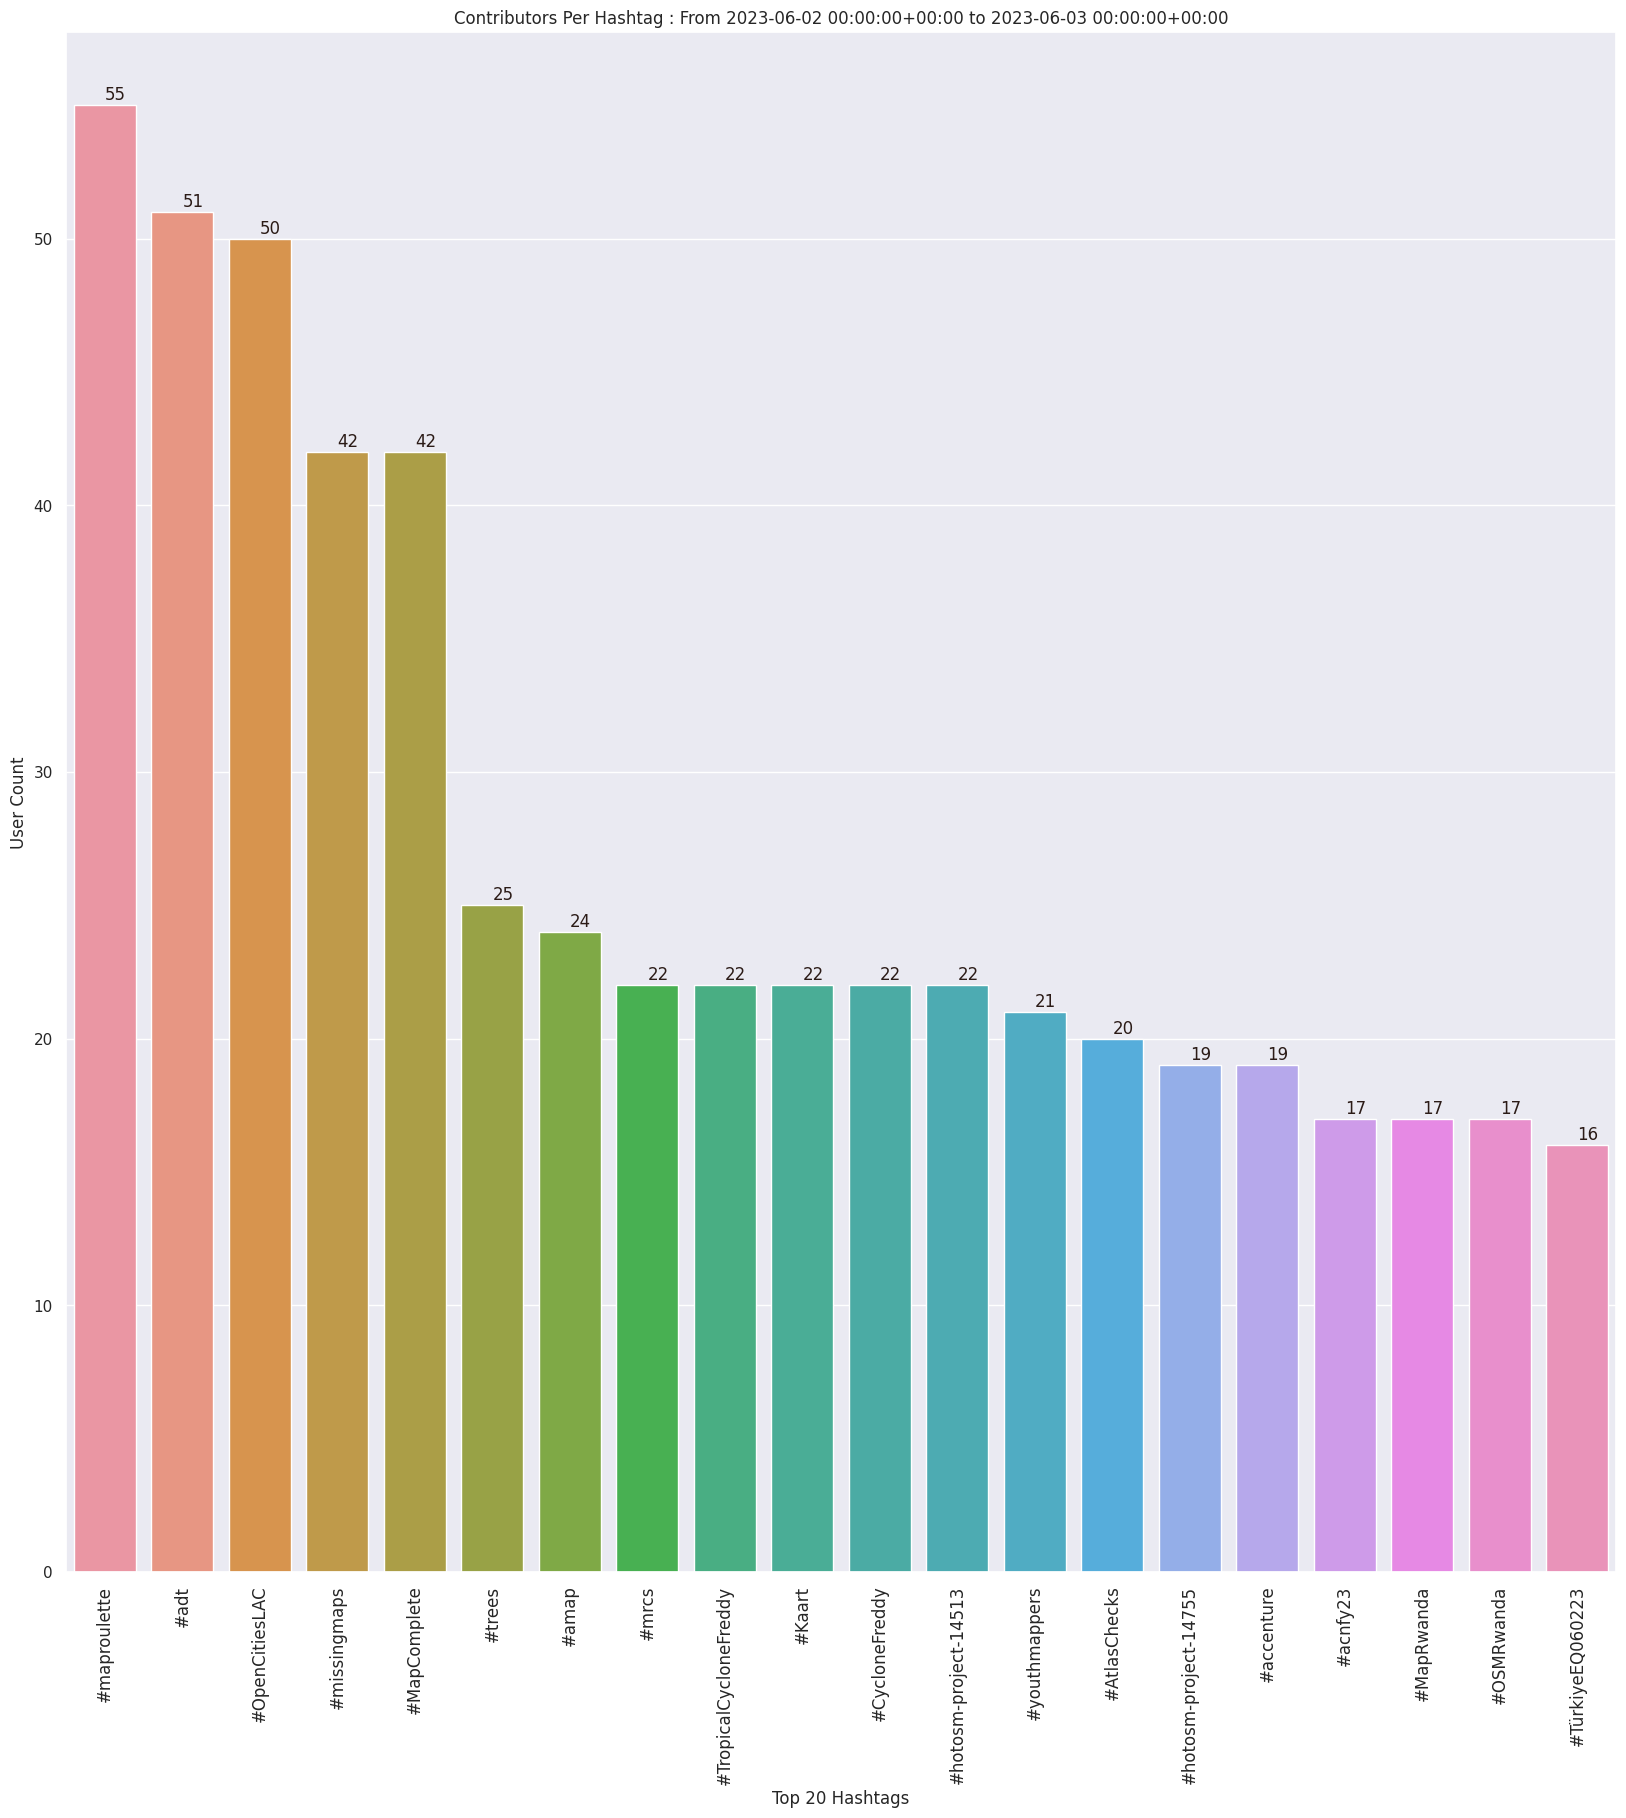 Contributors Per Hashtag : From 2023-06-02 00:00:00+00:00 to 2023-06-03 00:00:00+00:00
User Count
50
40
30
20
10
0
55
51
50
42
42
25
24
22
22
22
22
22
21
20
19
19
17
17
17
16
#maproulette
#adt
#OpenCitiesLAC
#missingmaps
#MapComplete
#trees
#amap
#mrcs
#TropicalCycloneFreddy
#Kaart
#CycloneFreddy
#hotosm-project-14513
#youthmappers
#AtlasChecks
#hotosm-project-14755
#accenture
#acnfy23
#MapRwanda
#OSMRwanda
#TürkiyeEQ060223
Top 20 Hashtags